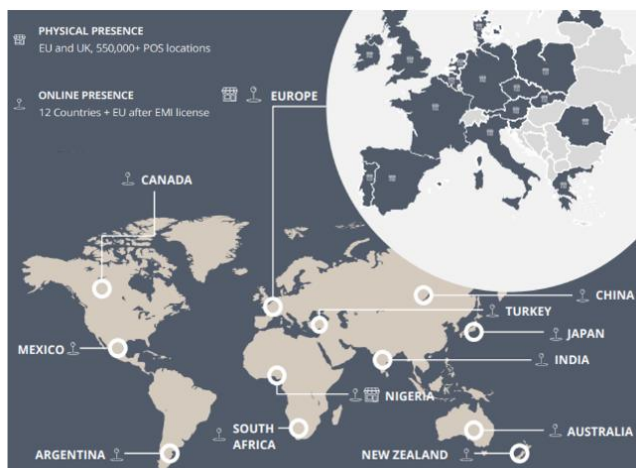 PHYSICAL PRESENCE
EU and UK, 550,000+ POS locations
ONLINE PRESENCE
12 Countries + EU after EMI license
EUROPE
CANADA
CHINA
TURKEY
MEXICO
JAPAN
INDIA
NIGERIA
SOUTH
AFRICA
AUSTRALIA
ARGENTINA
NEW ZEALAND